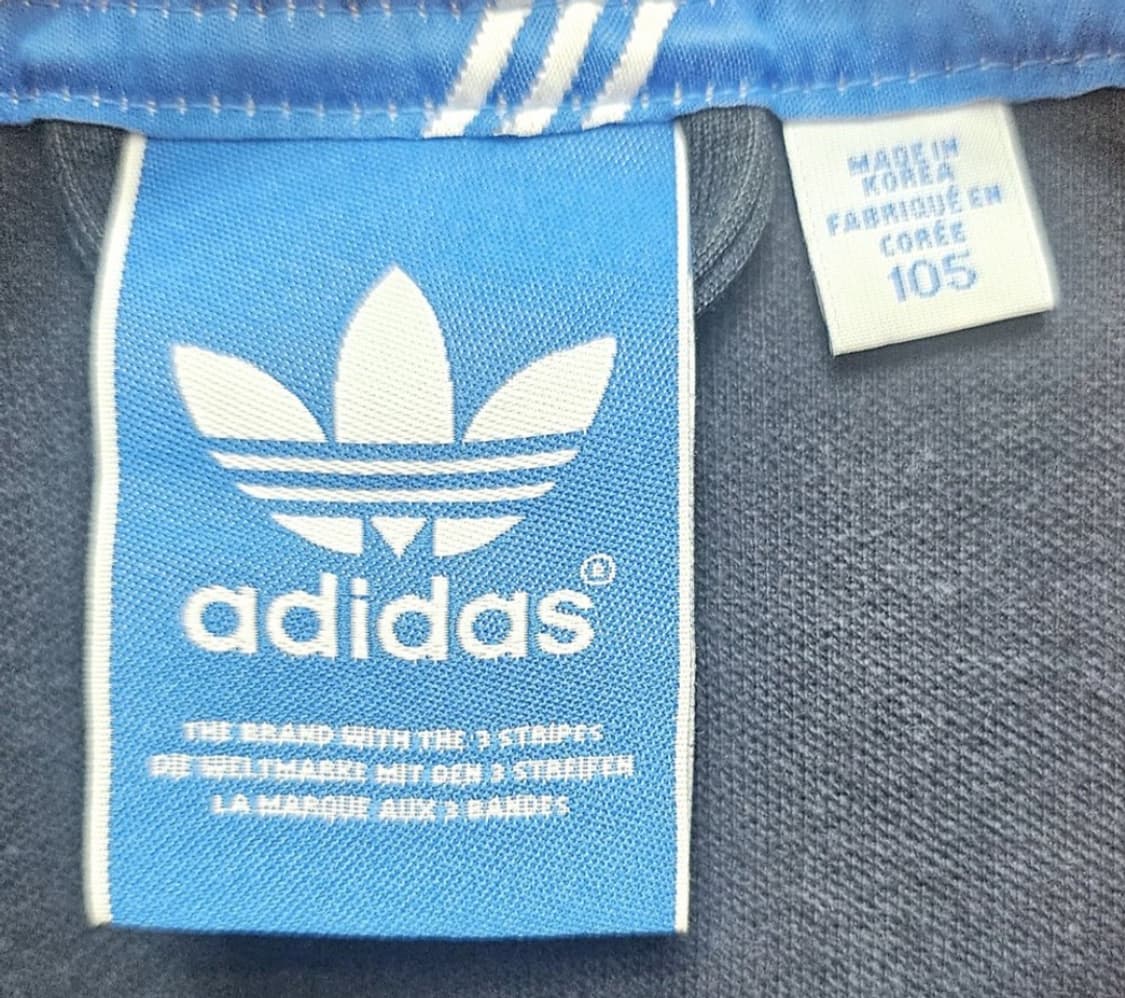 adidas®
THE BRAND WITH THE 3 STRIPES
DIE WELTMARKE MIT DEN 3 STREIFEN
LA MARQUE AUX 3 BANDES
MADE IN
KOREA
FABRIQUÉ EN
CORÉE
105